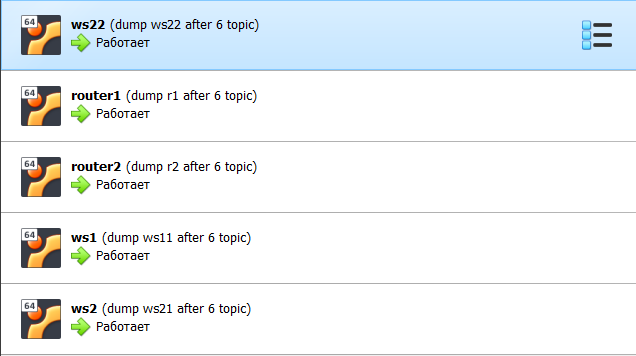 64
ws22 (dump ws22 after 6 topic)
Работает
64
router1 (dump r1 after 6 topic)
Работает
64
router2 (dump r2 after 6 topic)
Работает
64
ws1 (dump ws11 after 6 topic)
Работает
64
ws2 (dump ws21 after 6 topic)
Работает